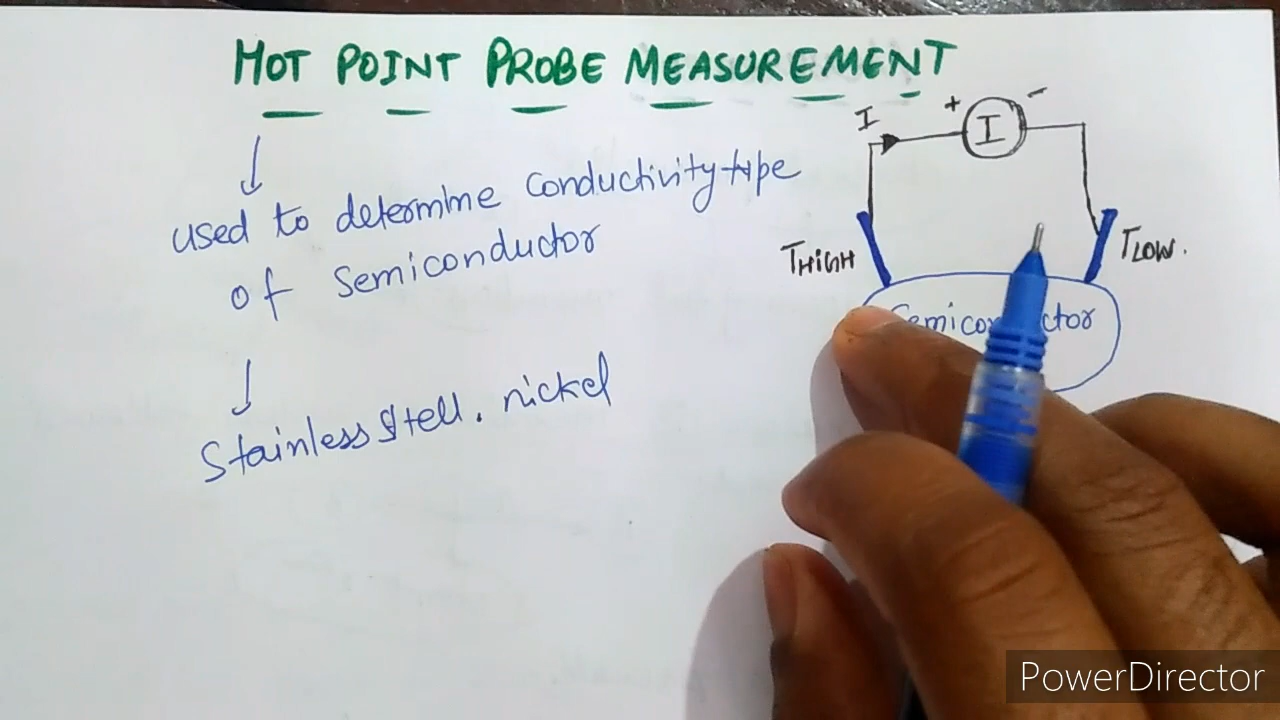 HOT POINT PROBE MEASUREMENT
used to determine conductivity type
of Semiconductor
Stainless Stell. nickel
I
+
-
I
THIGH
TLOW.
PowerDirector